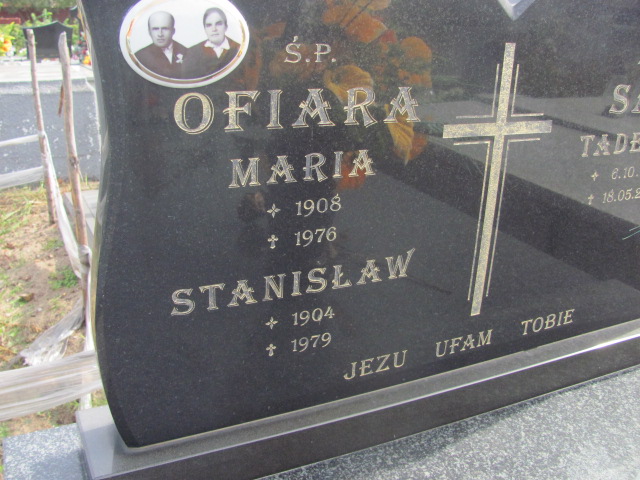 Ś.P.
OFIARA
MARIA
+ 1908
✝ 1976
STANISŁAW
+ 1904
✝ 1979
JEZU UFAM TOBIE